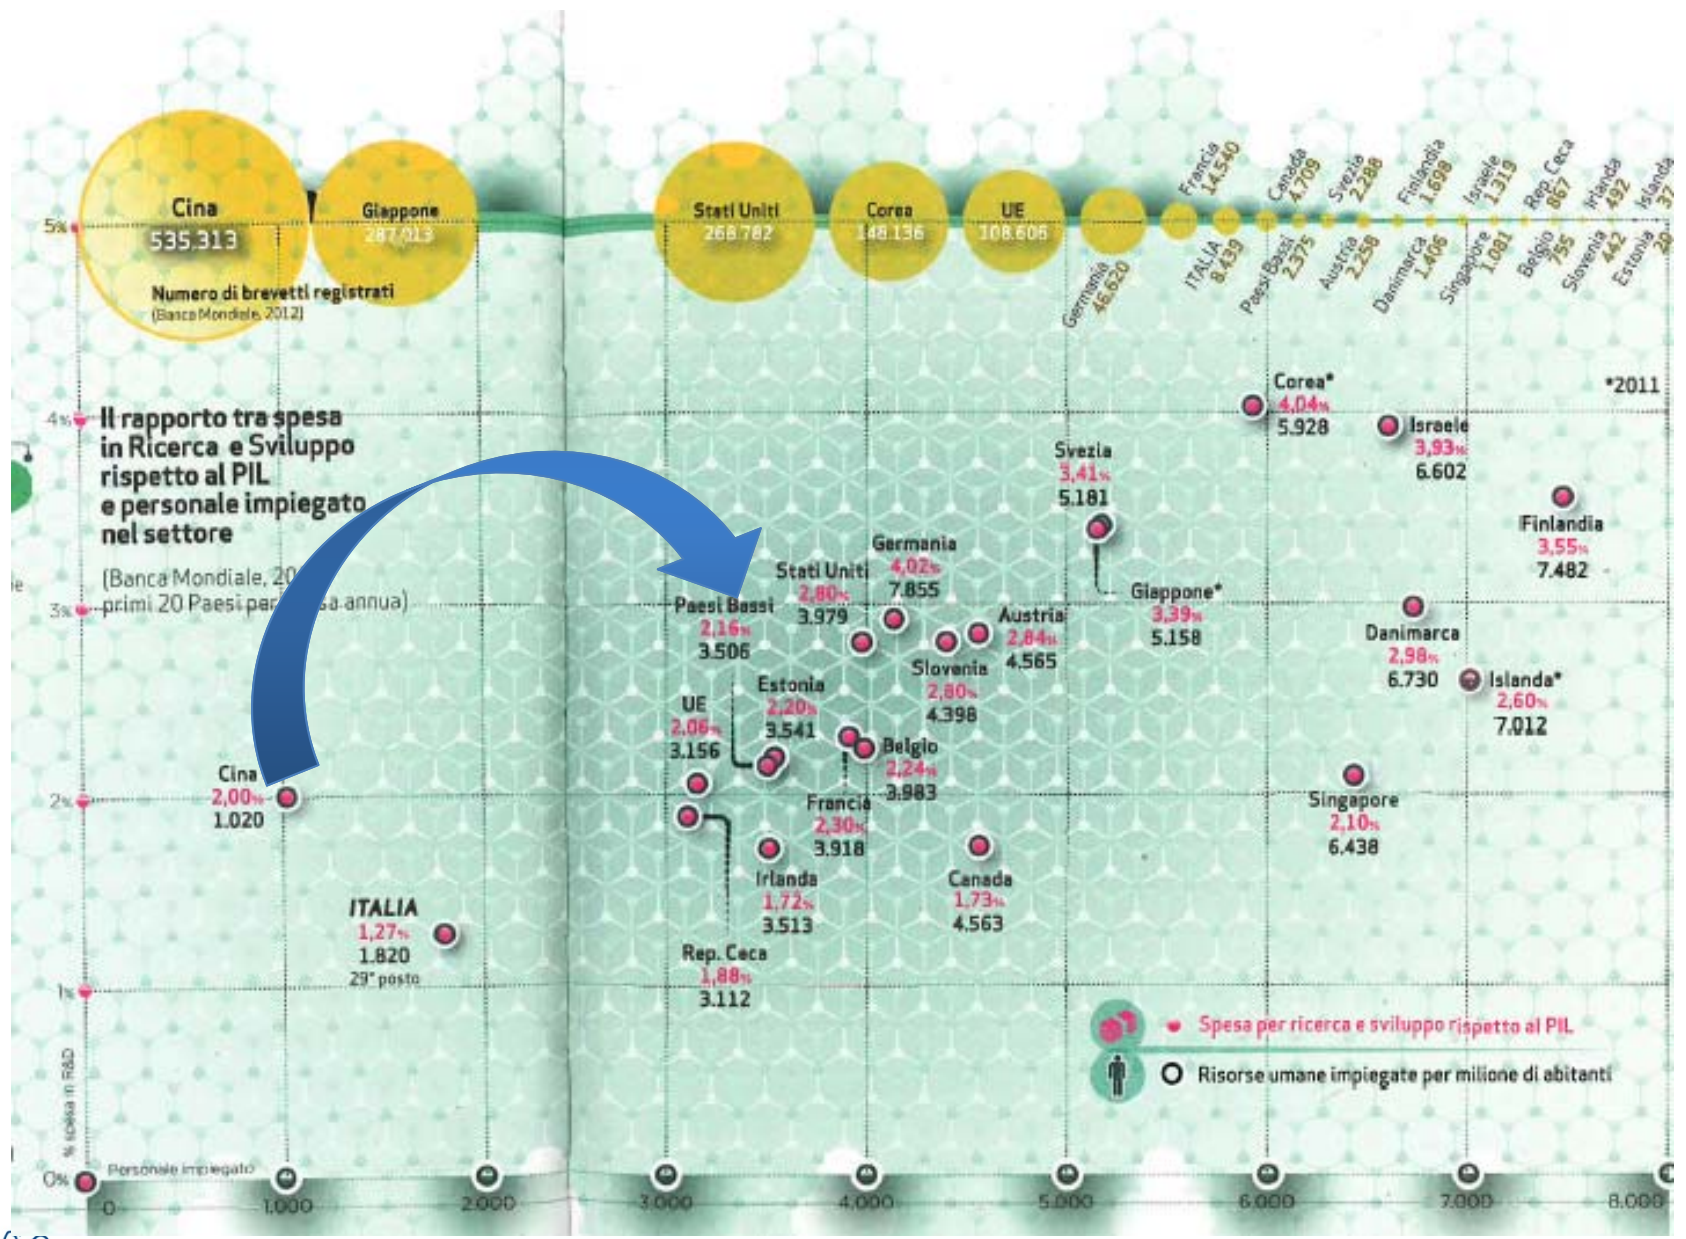 Cina
535.313
Giappone
287.013
Stati Uniti
268.782
Corea
148.136
UE
108.606
Germania
46.620
Francia
14.540
ITALIA
8.439
Canada
4.709
Paesi Bassi
2.375
Svezia
2.288
Austria
2.258
Finlandia
1.698
Danimarca
1.406
Israele
1.319
Singapore
1.081
Rep. Ceca
867
Belgio
755
Irlanda
492
Slovenia
442
Islanda
37
Estonia
20
Numero di brevetti registrati
(Banca Mondiale, 2012)
5%
4%
3%
2%
1%
0%
Il rapporto tra spesa
in Ricerca e Sviluppo
rispetto al PIL
e personale impiegato
nel settore
(Banca Mondiale, 20
primi 20 Paesi per sa annua)
*2011
Corea*
4,04%
5.928
Israele
3,93%
6.602
Svezia
3,41%
5.181
Finlandia
3,55%
7.482
Germania
4,02%
7.855
Stati Uniti
2,80%
3.979
Paesi Bassi
2,16%
3.506
Giappone*
3,39%
5.158
Austria
2,84%
4.565
Danimarca
2,98%
6.730
Slovenia
2,80%
4.398
Islanda*
2,60%
7.012
Estonia
2,20%
3.541
UE
2,06%
3.156
Belgio
2,24%
3.983
Cina
2,00%
1.020
Francia
2,30%
3.918
Singapore
2,10%
6.438
Irlanda
1,72%
3.513
Canada
1,73%
4.563
ITALIA
1,27%
1.820
29° posto
Rep. Ceca
1,88%
3.112
Spesa per ricerca e sviluppo rispetto al PIL
Risorse umane impiegate per milione di abitanti
% spesa in R&D
Personale impiegato
0
1.000
2.000
3.000
4.000
5.000
6.000
7.000
8.000